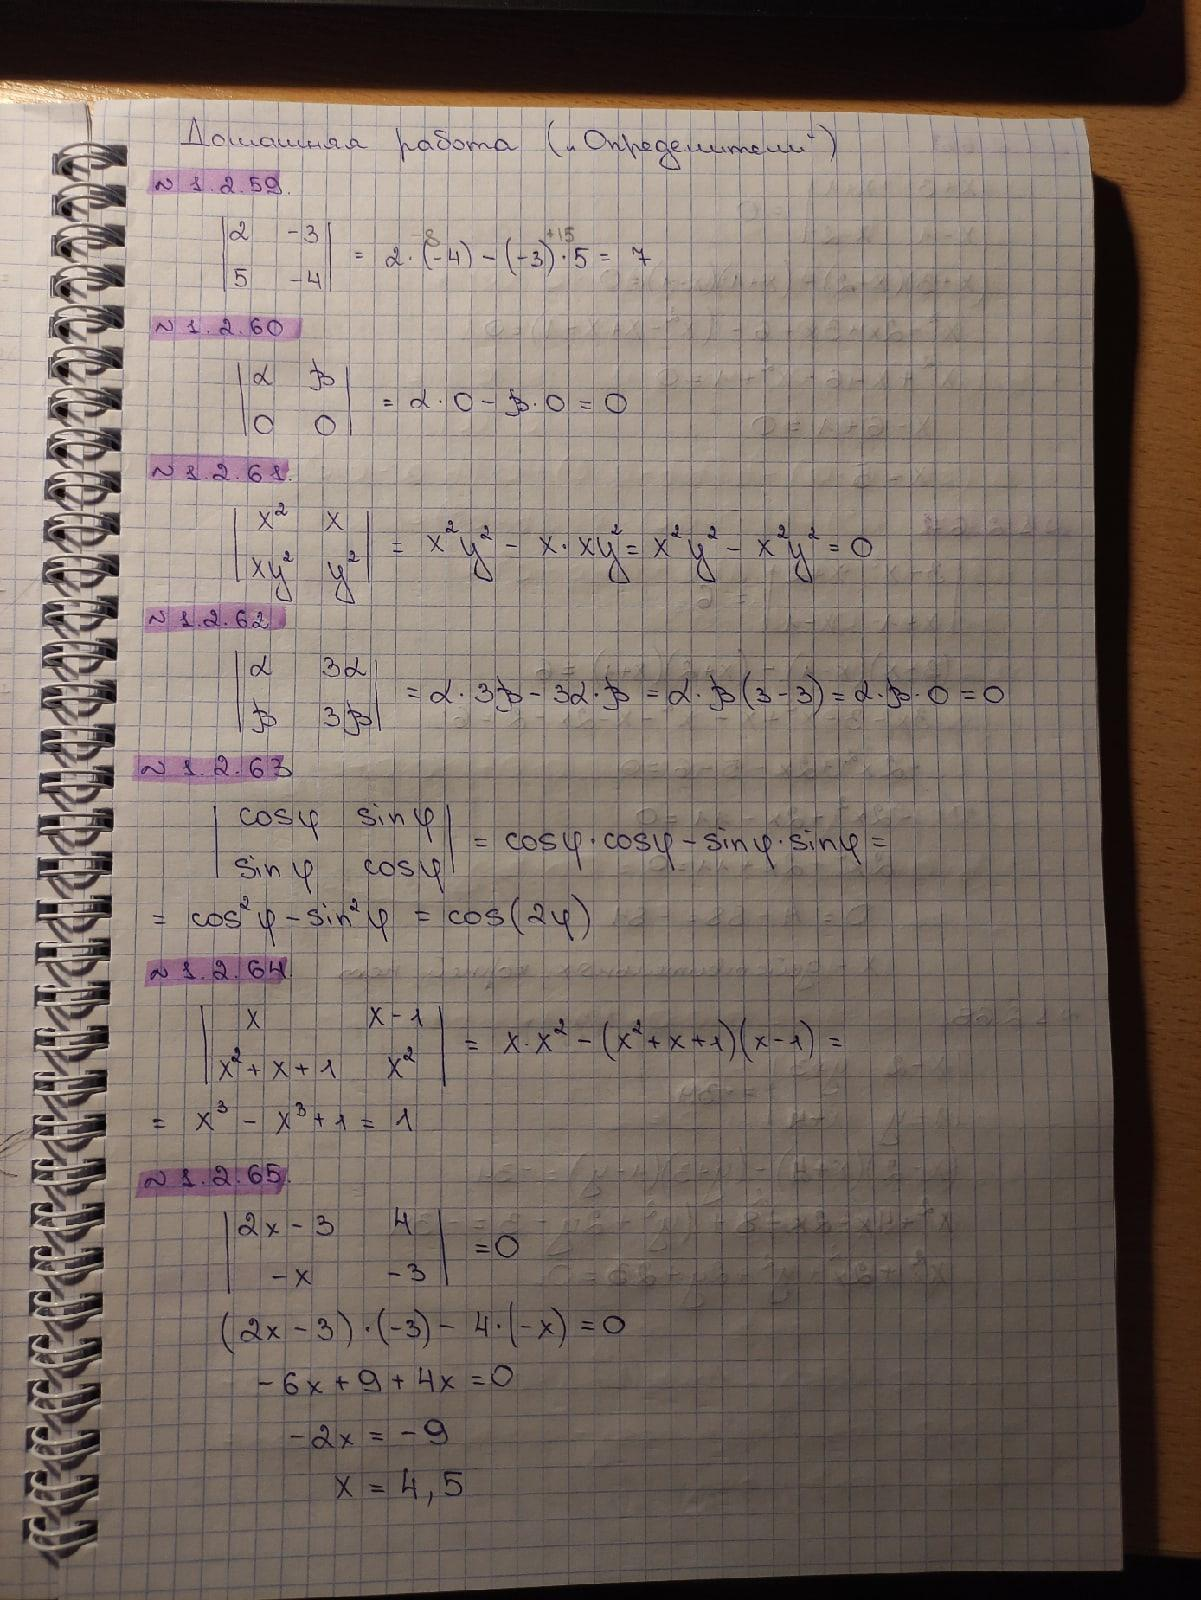 Домашняя работа („Определители")
№ 1.2.59.
|2 -3|
|5 -4| = 2·(-4) - (-3)·5 = 7
-8 +15
№ 1.2.60
|α β|
|0 0| = α·0 - β·0 = 0
№ 1.2.61.
|x² x|
|xy² y²| = x²y² - x·xy² = x²y² - x²y² = 0
№ 1.2.62
|α 3α|
|β 3β| = α·3β - 3α·β = α·β(3-3) = α·β·0 = 0
№ 1.2.63
|cosφ sinφ|
|sinφ cosφ| = cosφ·cosφ - sinφ·sinφ =
= cos²φ - sin²φ = cos(2φ)
№ 1.2.64.
|x x-1|
|x²+x+1 x²| = x·x² - (x²+x+1)(x-1) =
= x³ - x³+1 = 1
№ 1.2.65.
|2x-3 4|
|-x -3| = 0
(2x-3)·(-3) - 4·(-x) = 0
-6x+9+4x=0
-2x = -9
x = 4,5